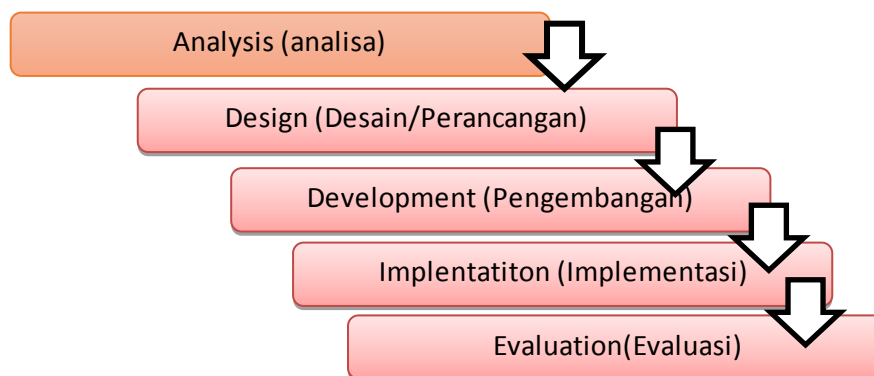 Analysis (analisa)
Design (Desain/Perancangan)
Development (Pengembangan)
Implentatiton (Implementasi)
Evaluation(Evaluasi)